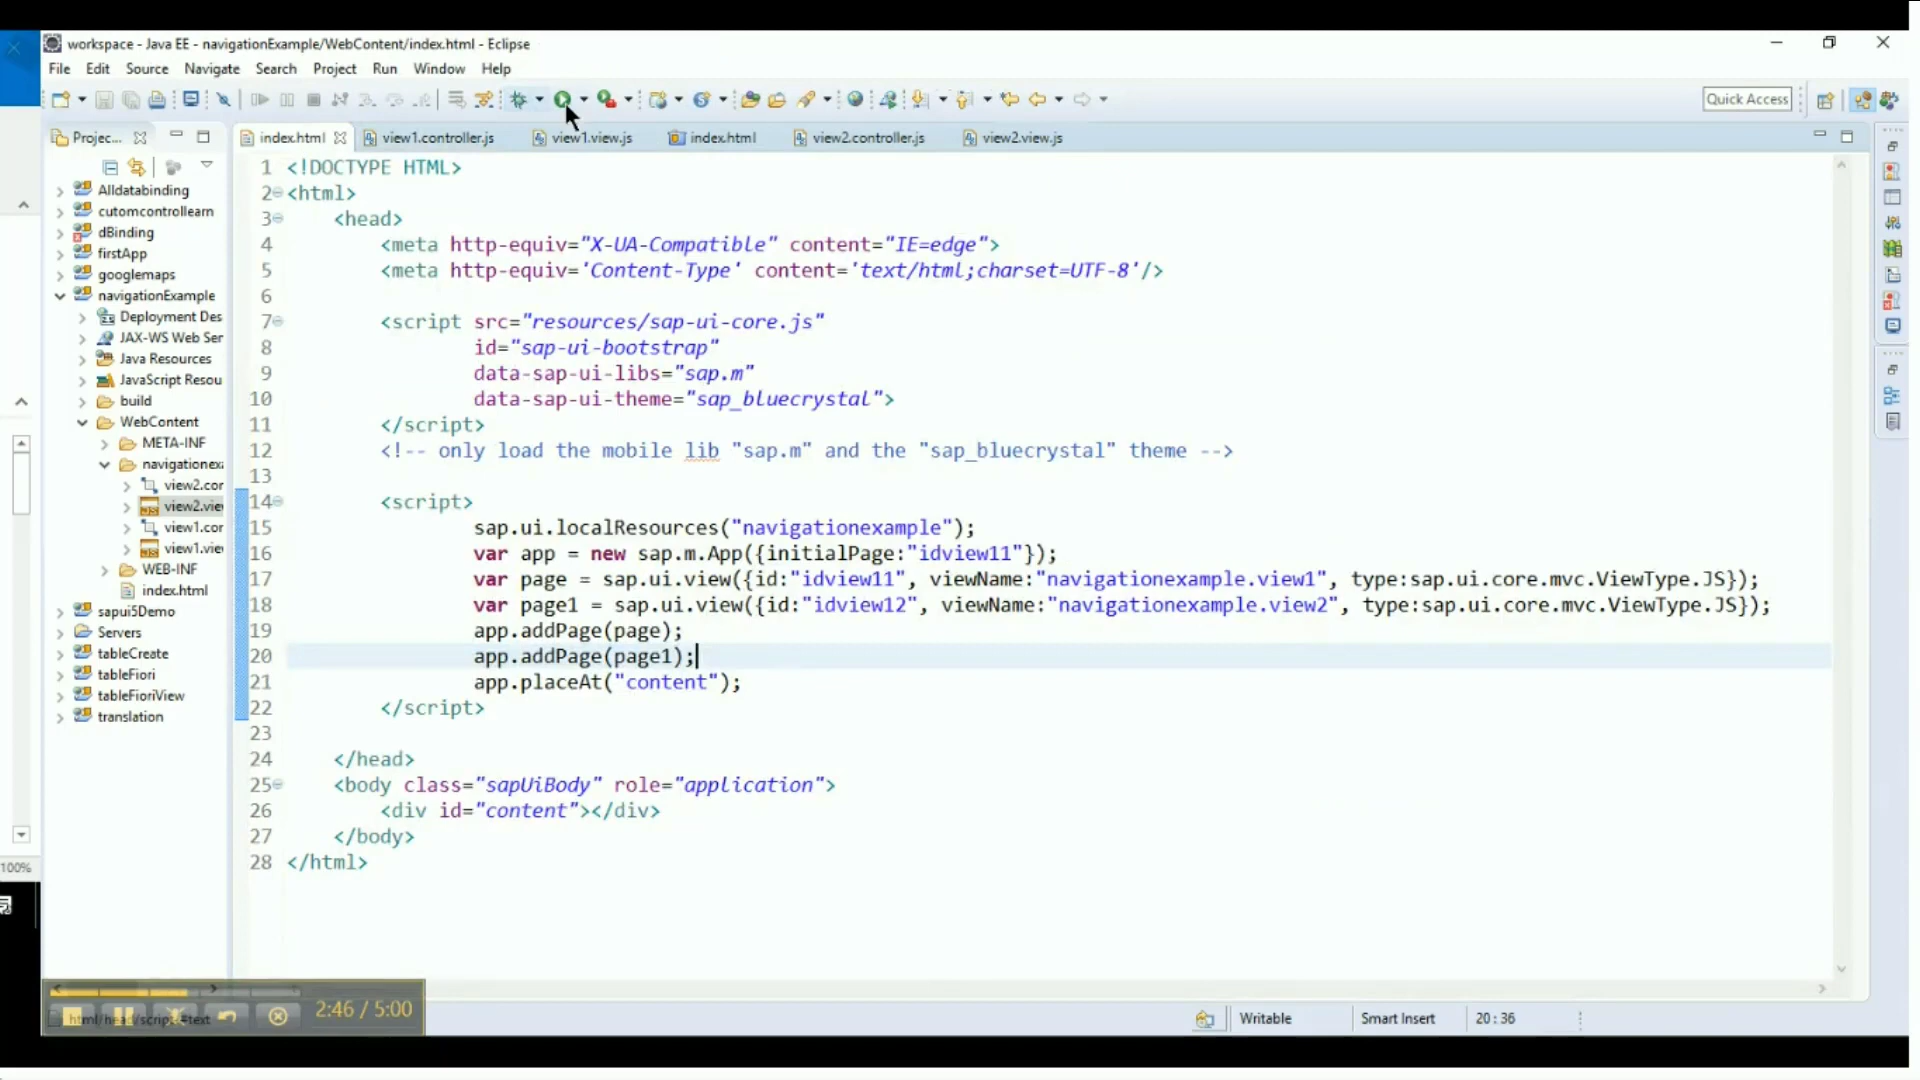 workspace - Java EE - navigationExample/WebContent/index.html - Eclipse
File Edit Source Navigate Search Project Run Window Help
Quick Access
Projec...
index.html view1.controller.js view1.view.js index.html view2.controller.js view2.view.js
Alldatabinding
cutomcontrollearn
dBinding
firstApp
googlemaps
navigationExample
Deployment Des
JAX-WS Web Ser
Java Resources
JavaScript Resou
build
WebContent
META-INF
navigationexa
view2.cor
view2.vie
view1.cor
view1.vie
WEB-INF
index.html
sapui5Demo
Servers
tableCreate
tableFiori
tableFioriView
translation
1 <!DOCTYPE HTML>
2 <html>
3 <head>
4 <meta http-equiv="X-UA-Compatible" content="IE=edge">
5 <meta http-equiv='Content-Type' content='text/html;charset=UTF-8'/>
6
7 <script src="resources/sap-ui-core.js"
8 id="sap-ui-bootstrap"
9 data-sap-ui-libs="sap.m"
10 data-sap-ui-theme="sap_bluecrystal">
11 </script>
12 <!-- only load the mobile lib "sap.m" and the "sap_bluecrystal" theme -->
13
14 <script>
15 sap.ui.localResources("navigationexample");
16 var app = new sap.m.App({initialPage:"idview11"});
17 var page = sap.ui.view({id:"idview11", viewName:"navigationexample.view1", type:sap.ui.core.mvc.ViewType.JS});
18 var page1 = sap.ui.view({id:"idview12", viewName:"navigationexample.view2", type:sap.ui.core.mvc.ViewType.JS});
19 app.addPage(page);
20 app.addPage(page1);
21 app.placeAt("content");
22 </script>
23
24 </head>
25 <body class="sapUiBody" role="application">
26 <div id="content"></div>
27 </body>
28 </html>
100%
2:46 / 5:00
html/head/script/#text
Writable Smart Insert 20 : 36